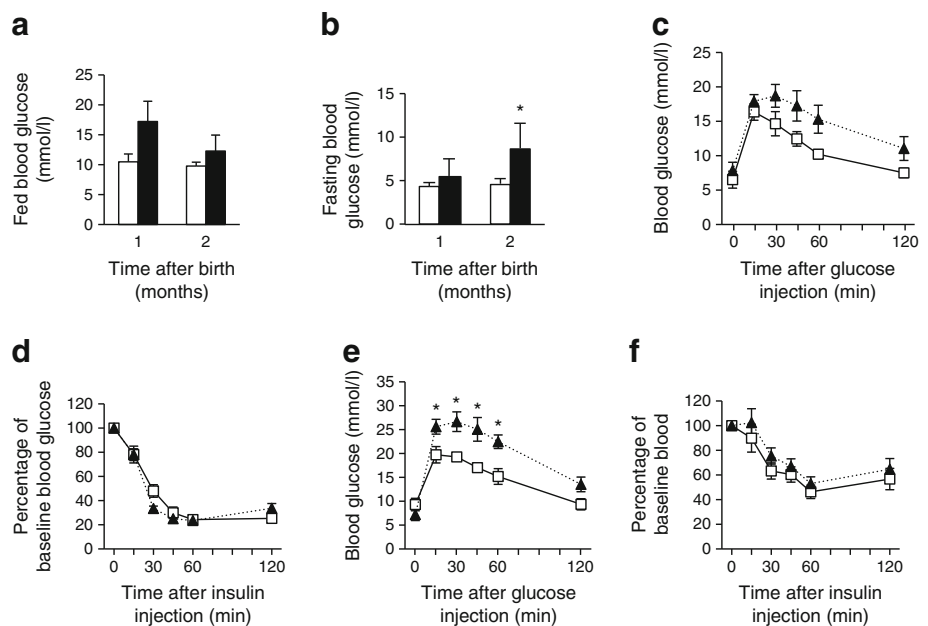 a
Fed blood glucose
(mmol/l)
25
20
15
10
5
0
1 2
Time after birth
(months)
b
Fasting blood
glucose (mmol/l)
15
10
5
0
*
1 2
Time after birth
(months)
c
Blood glucose (mmol/l)
25
20
15
10
5
0
0 30 60 120
Time after glucose
injection (min)
d
Percentage of
baseline blood glucose
120
100
80
60
40
20
0
0 30 60 120
Time after insulin
injection (min)
e
Blood glucose (mmol/l)
35
30
25
20
15
10
5
0
* * * *
0 30 60 120
Time after glucose
injection (min)
f
Percentage of
baseline blood
120
100
80
60
40
20
0
0 30 60 120
Time after insulin
injection (min)